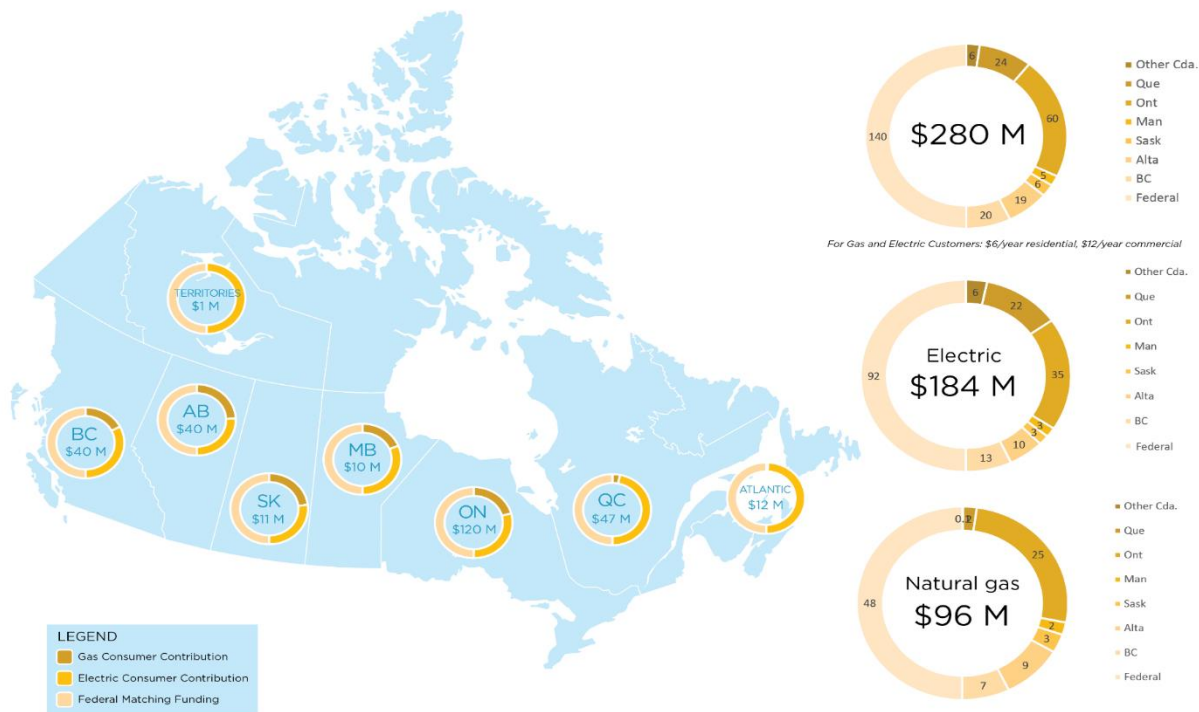 TERRITORIES
$1 M
AB
$40 M
BC
$40 M
MB
$10 M
SK
$11 M
ON
$120 M
QC
$47 M
ATLANTIC
$12 M
LEGEND
Gas Consumer Contribution
Electric Consumer Contribution
Federal Matching Funding
6
24
60
5
6
19
20
140
$280 M
Other Cda.
Que
Ont
Man
Sask
Alta
BC
Federal
For Gas and Electric Customers: $6/year residential, $12/year commercial
6
22
35
3
3
10
13
92
Electric
$184 M
Other Cda.
Que
Ont
Man
Sask
Alta
BC
Federal
25
2
3
9
7
48
Natural gas
$96 M
Other Cda.
Que
Ont
Man
Sask
Alta
BC
Federal